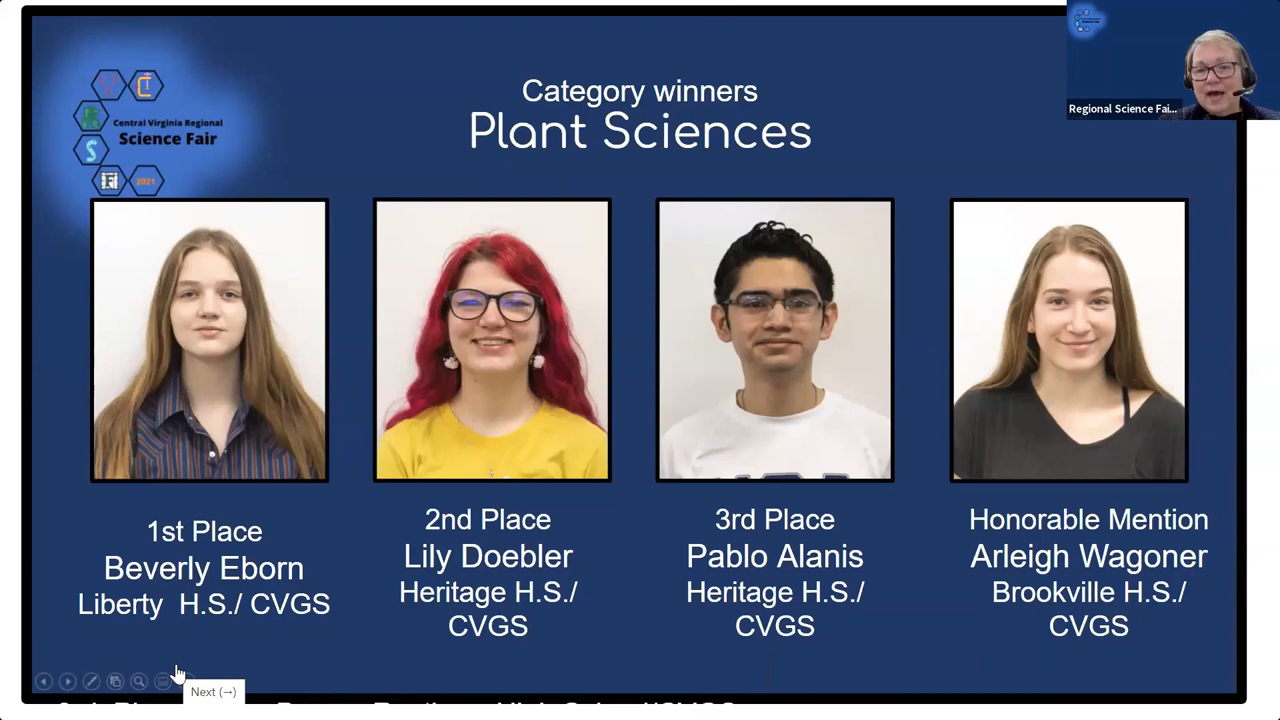 Category winners
Plant Sciences
Central Virginia Regional
Science Fair
V
C
R
S
F
2021
Regional Science Fai...
1st Place
Beverly Eborn
Liberty H.S./ CVGS
2nd Place
Lily Doebler
Heritage H.S./
CVGS
3rd Place
Pablo Alanis
Heritage H.S./
CVGS
Honorable Mention
Arleigh Wagoner
Brookville H.S./
CVGS
Next (→)